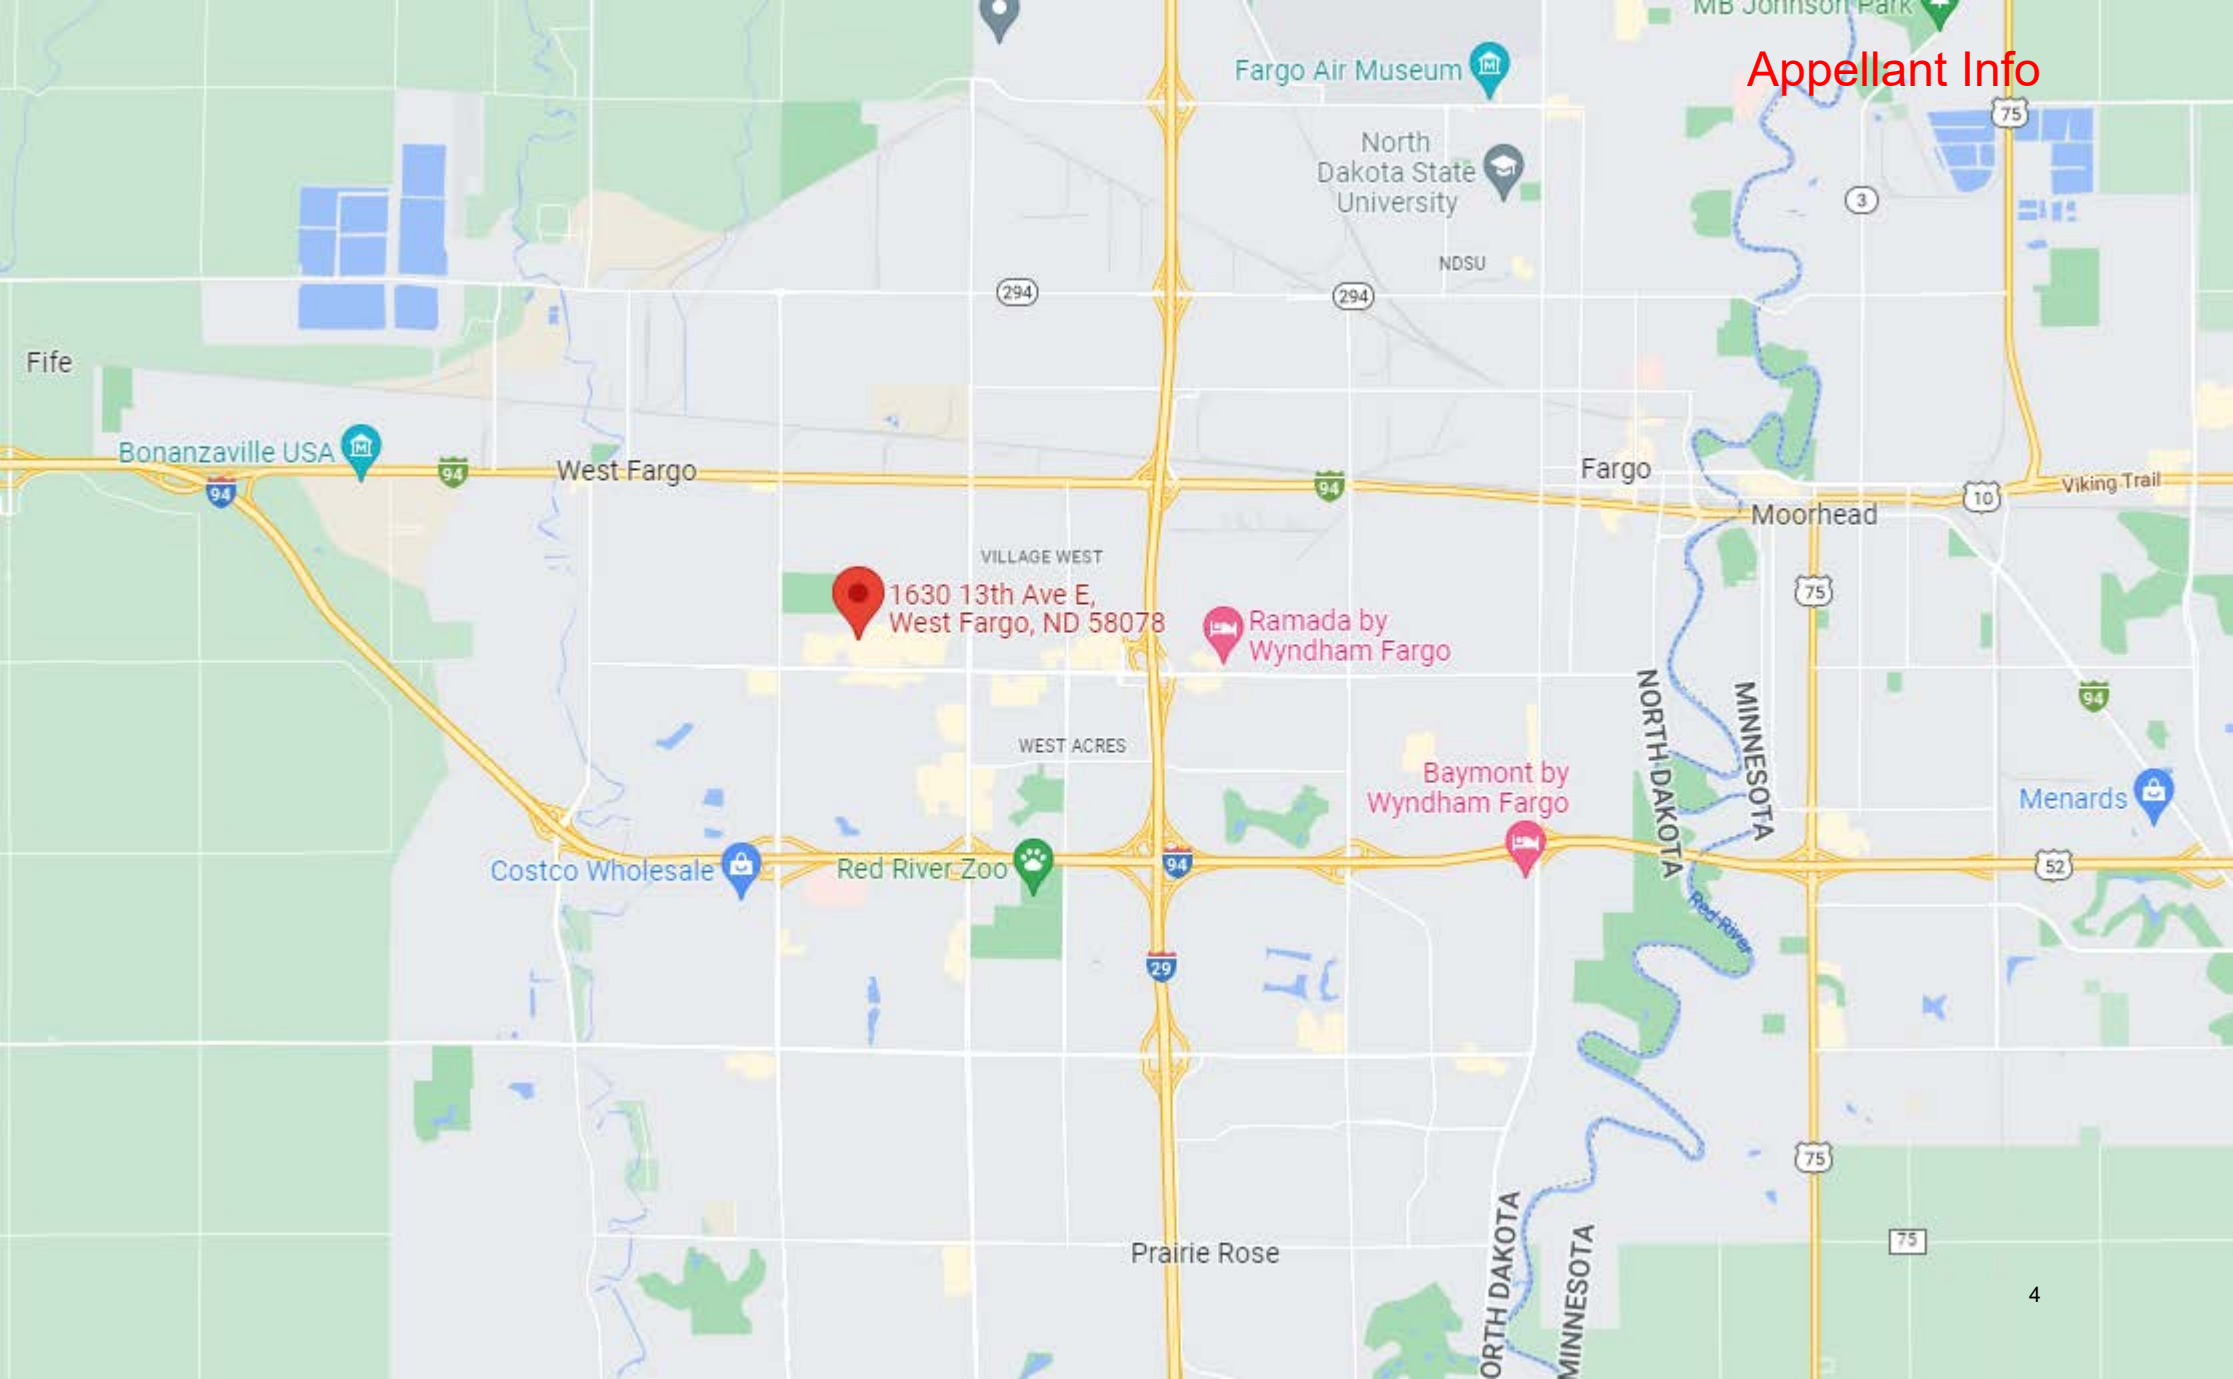 MB Johnson Park
Appellant Info
Fargo Air Museum
75
North
Dakota State
University
3
NDSU
294
294
Fife
Bonanzaville USA
94
94
West Fargo
94
Fargo
10
Viking Trail
Moorhead
VILLAGE WEST
75
1630 13th Ave E,
West Fargo, ND 58078
Ramada by
Wyndham Fargo
NORTH DAKOTA
MINNESOTA
94
WEST ACRES
Baymont by
Wyndham Fargo
Menards
Costco Wholesale
Red River Zoo
94
52
Red River
29
75
NORTH DAKOTA
MINNESOTA
75
Prairie Rose
4